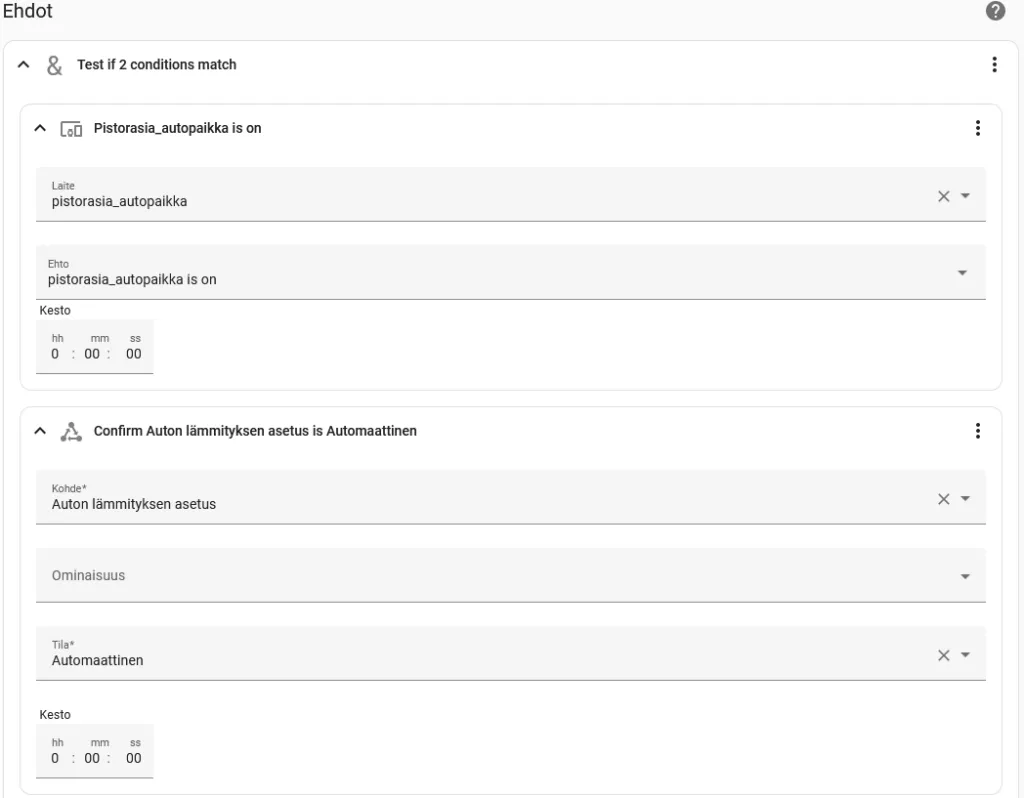 Ehdot
Test if 2 conditions match
Pistorasia_autopaikka is on
Laite
pistorasia_autopaikka
Ehto
pistorasia_autopaikka is on
Kesto
hh mm ss
0 : 00 : 00
Confirm Auton lämmityksen asetus is Automaattinen
Kohde*
Auton lämmityksen asetus
Ominaisuus
Tila*
Automaattinen
Kesto
hh mm ss
0 : 00 : 00